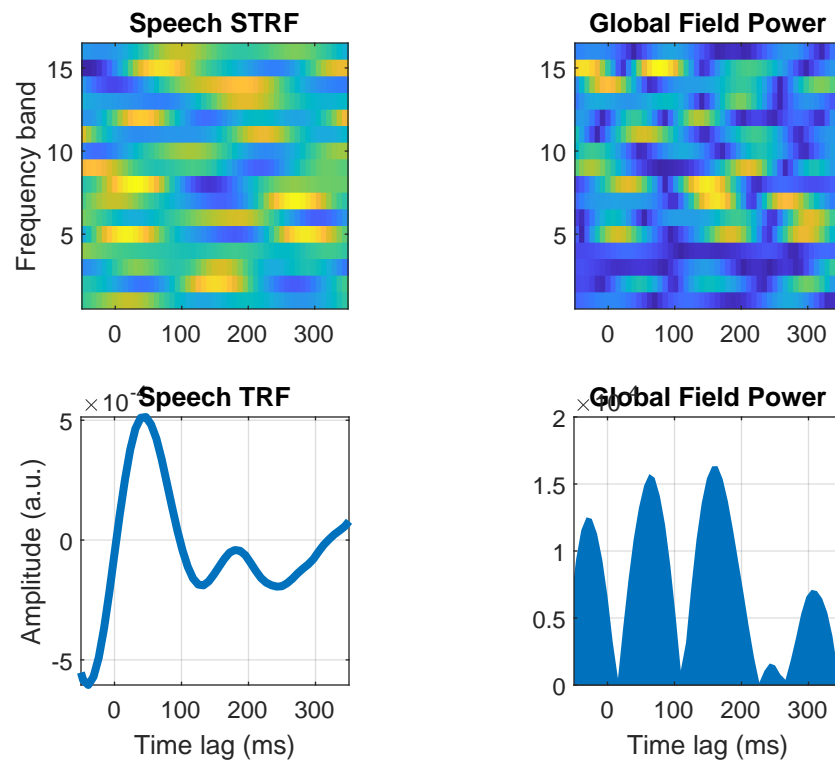 Speech STRF
Frequency band
15
10
5
0 100 200 300
Global Field Power
15
10
5
0 100 200 300
Speech TRF
×10⁻⁴
Amplitude (a.u.)
5
0
-5
0 100 200 300
Time lag (ms)
Global Field Power
2
1.5
1
0.5
0
0 100 200 300
Time lag (ms)